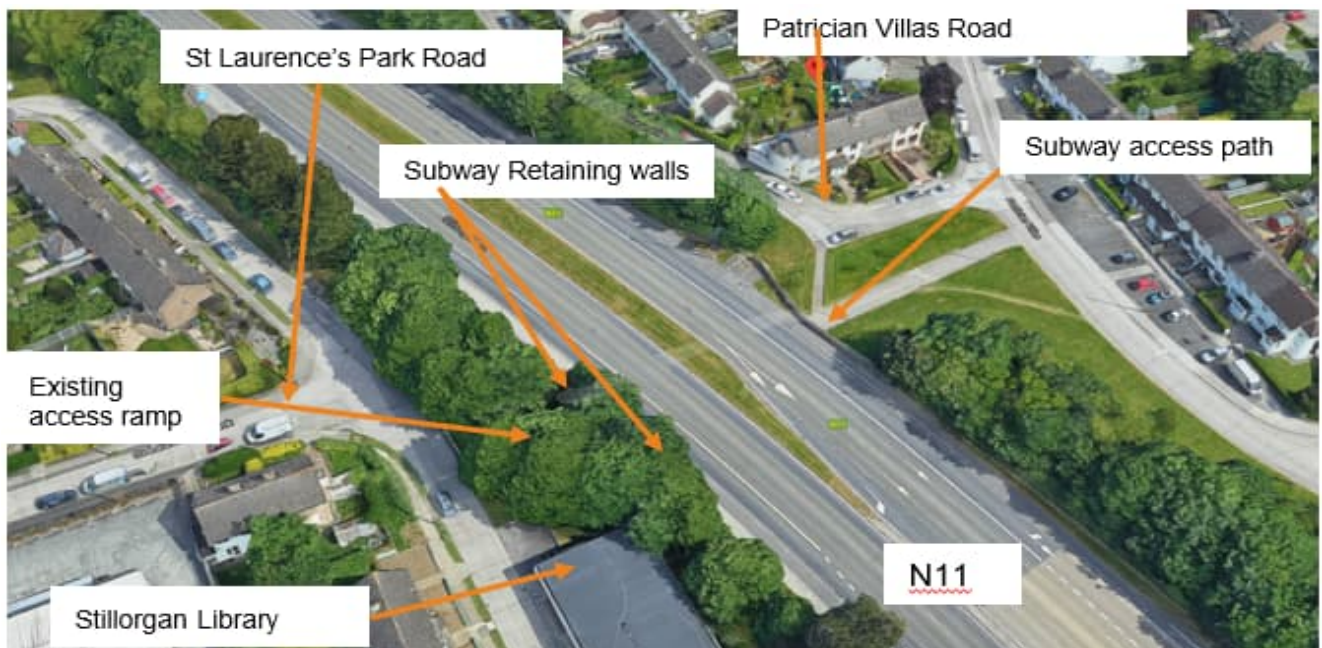 Patrician Villas Road
St Laurence's Park Road
Subway access path
Subway Retaining walls
Existing
access ramp
N11
Stillorgan Library